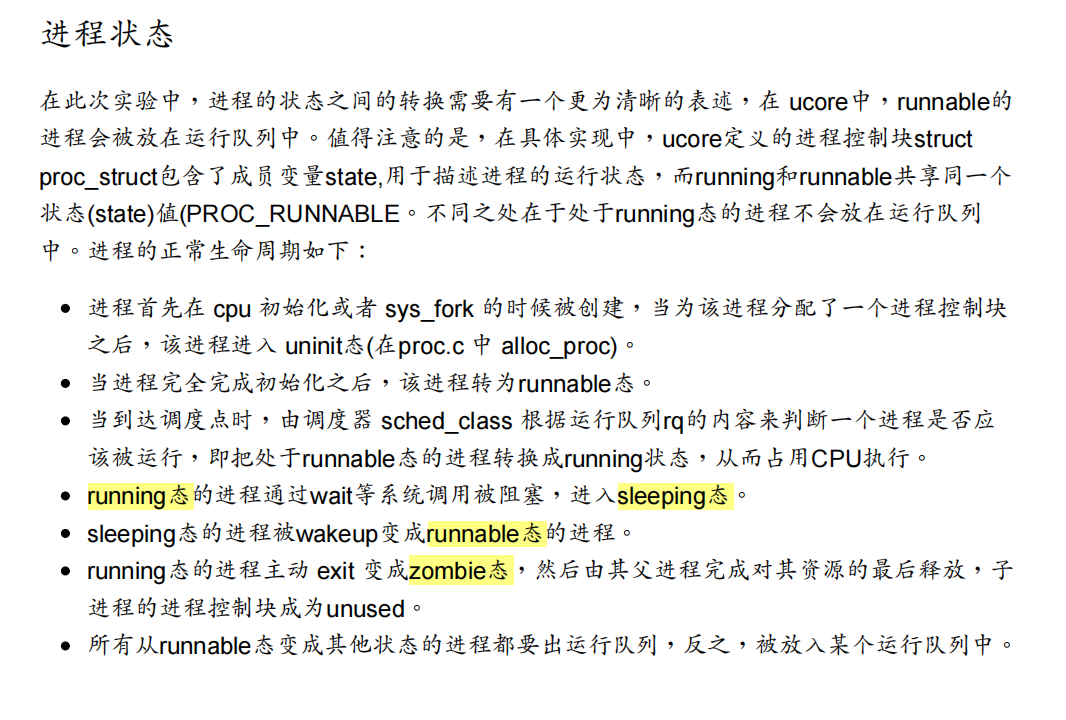 进程状态
在此次实验中，进程的状态之间的转换需要有一个更为清晰的表述，在 ucore中，runnable的
进程会被放在运行队列中。值得注意的是，在具体实现中，ucore定义的进程控制块struct
proc_struct包含了成员变量state,用于描述进程的运行状态，而running和runnable共享同一个
状态(state)值(PROC_RUNNABLE。不同之处在于处于running态的进程不会放在运行队列
中。进程的正常生命周期如下：
• 进程首先在 cpu 初始化或者 sys_fork 的时候被创建，当为该进程分配了一个进程控制块
之后，该进程进入 uninit态(在proc.c 中 alloc_proc)。
• 当进程完全完成初始化之后，该进程转为runnable态。
• 当到达调度点时，由调度器 sched_class 根据运行队列rq的内容来判断一个进程是否应
该被运行，即把处于runnable态的进程转换成running状态，从而占用CPU执行。
• running态的进程通过wait等系统调用被阻塞，进入sleeping态。
• sleeping态的进程被wakeup变成runnable态的进程。
• running态的进程主动 exit 变成zombie态，然后由其父进程完成对其资源的最后释放，子
进程的进程控制块成为unused。
• 所有从runnable态变成其他状态的进程都要出运行队列，反之，被放入某个运行队列中。